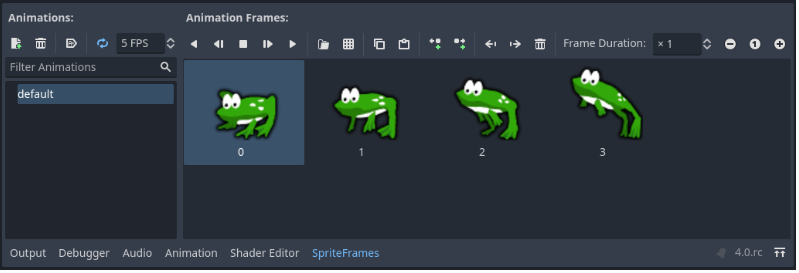 Animations: Animation Frames:
5 FPS Frame Duration: × 1
Filter Animations
default
0 1 2 3
Output Debugger Audio Animation Shader Editor SpriteFrames 4.0.rc